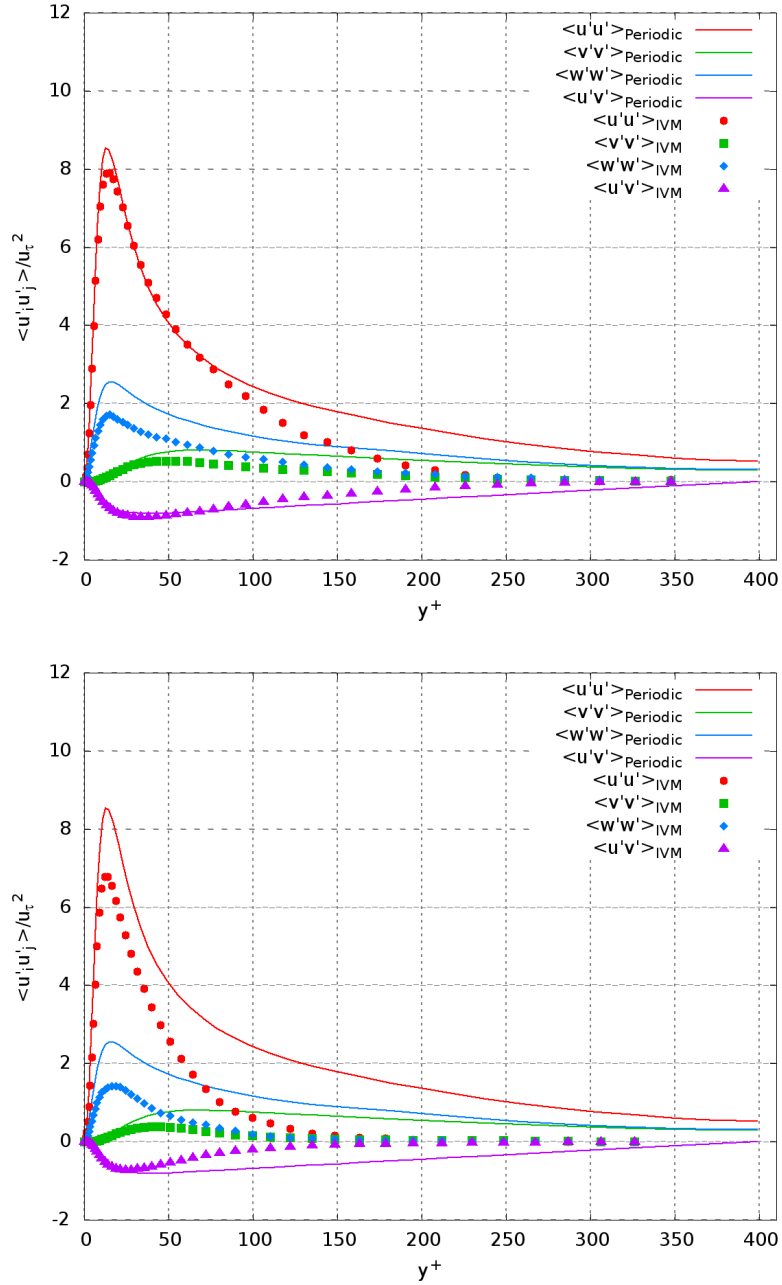 12
10
8
6
4
2
0
-2
<u'iu'j>/uτ2
<u'u'>Periodic
<v'v'>Periodic
<w'w'>Periodic
<u'v'>Periodic
<u'u'>IVM
<v'v'>IVM
<w'w'>IVM
<u'v'>IVM
0 50 100 150 200 250 300 350 400
y+
12
10
8
6
4
2
0
-2
<u'iu'j>/uτ2
<u'u'>Periodic
<v'v'>Periodic
<w'w'>Periodic
<u'v'>Periodic
<u'u'>IVM
<v'v'>IVM
<w'w'>IVM
<u'v'>IVM
0 50 100 150 200 250 300 350 400
y+